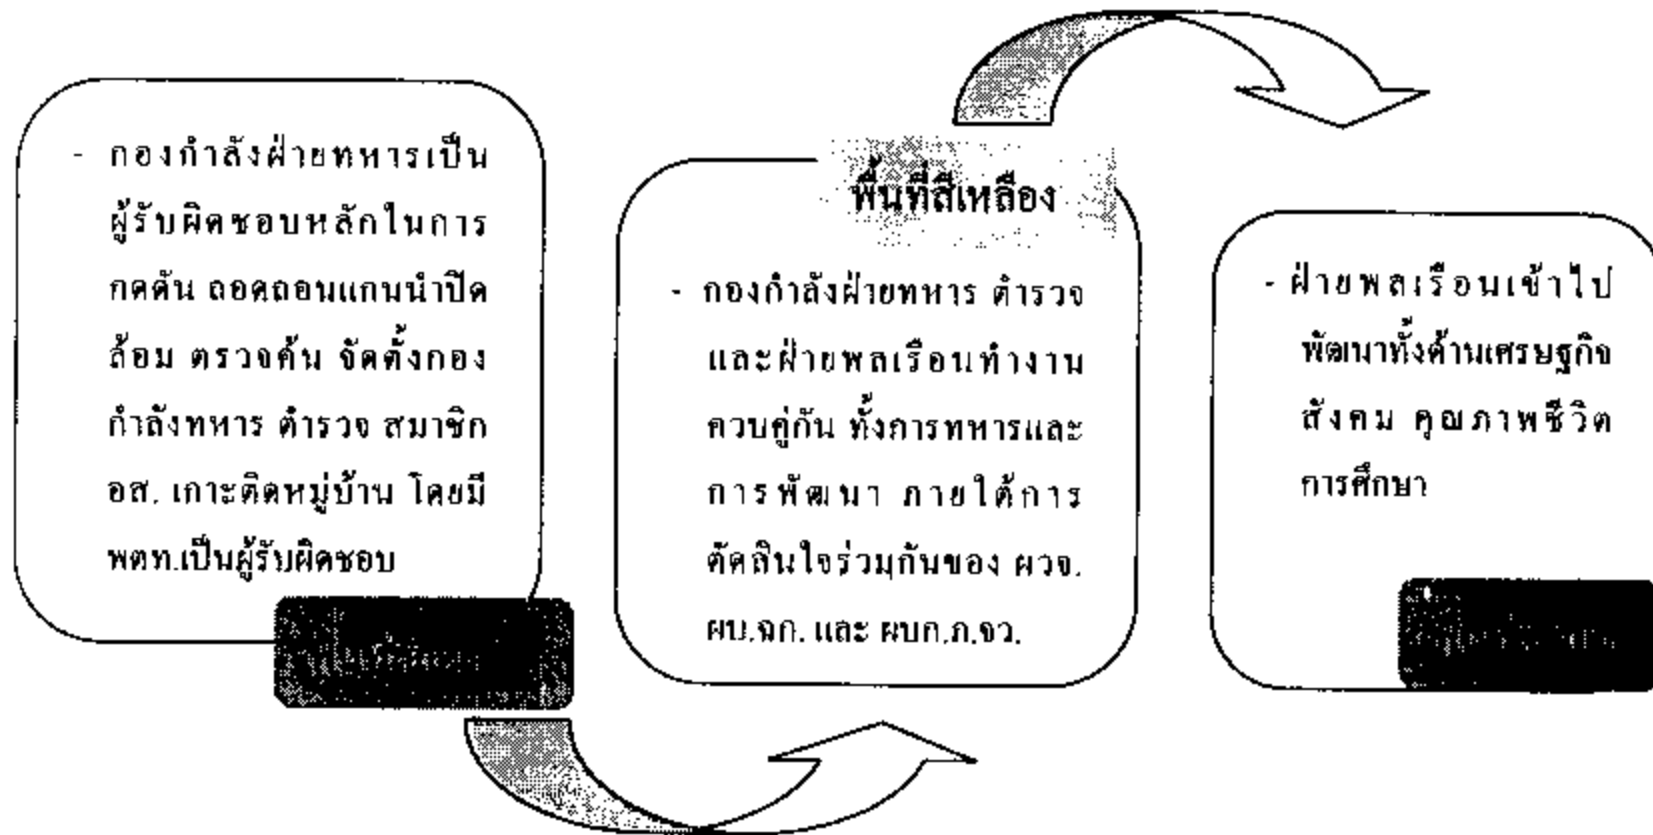 - กองกำลังฝ่ายทหารเป็น
ผู้รับผิดชอบหลักในการ
กดดัน ถอดถอนแกนนำปิด
ล้อม ตรวจค้น จัดตั้งกอง
กำลังทหาร ตำรวจ สมาชิก
อส. เกาะติดหมู่บ้าน โดยมี
พตท.เป็นผู้รับผิดชอบ
พื้นที่สีเหลือง
- กองกำลังฝ่ายทหาร ตำรวจ
และฝ่ายพลเรือนทำงาน
ควบคู่กัน ทั้งการทหารและ
การพัฒนา ภายใต้การ
ตัดสินใจร่วมกันของ ผวจ.
ผบ.ฉก. และ ผบก.ภ.จว.
- ฝ่ายพลเรือนเข้าไป
พัฒนาทั้งด้านเศรษฐกิจ
สังคม คุณภาพชีวิต
การศึกษา